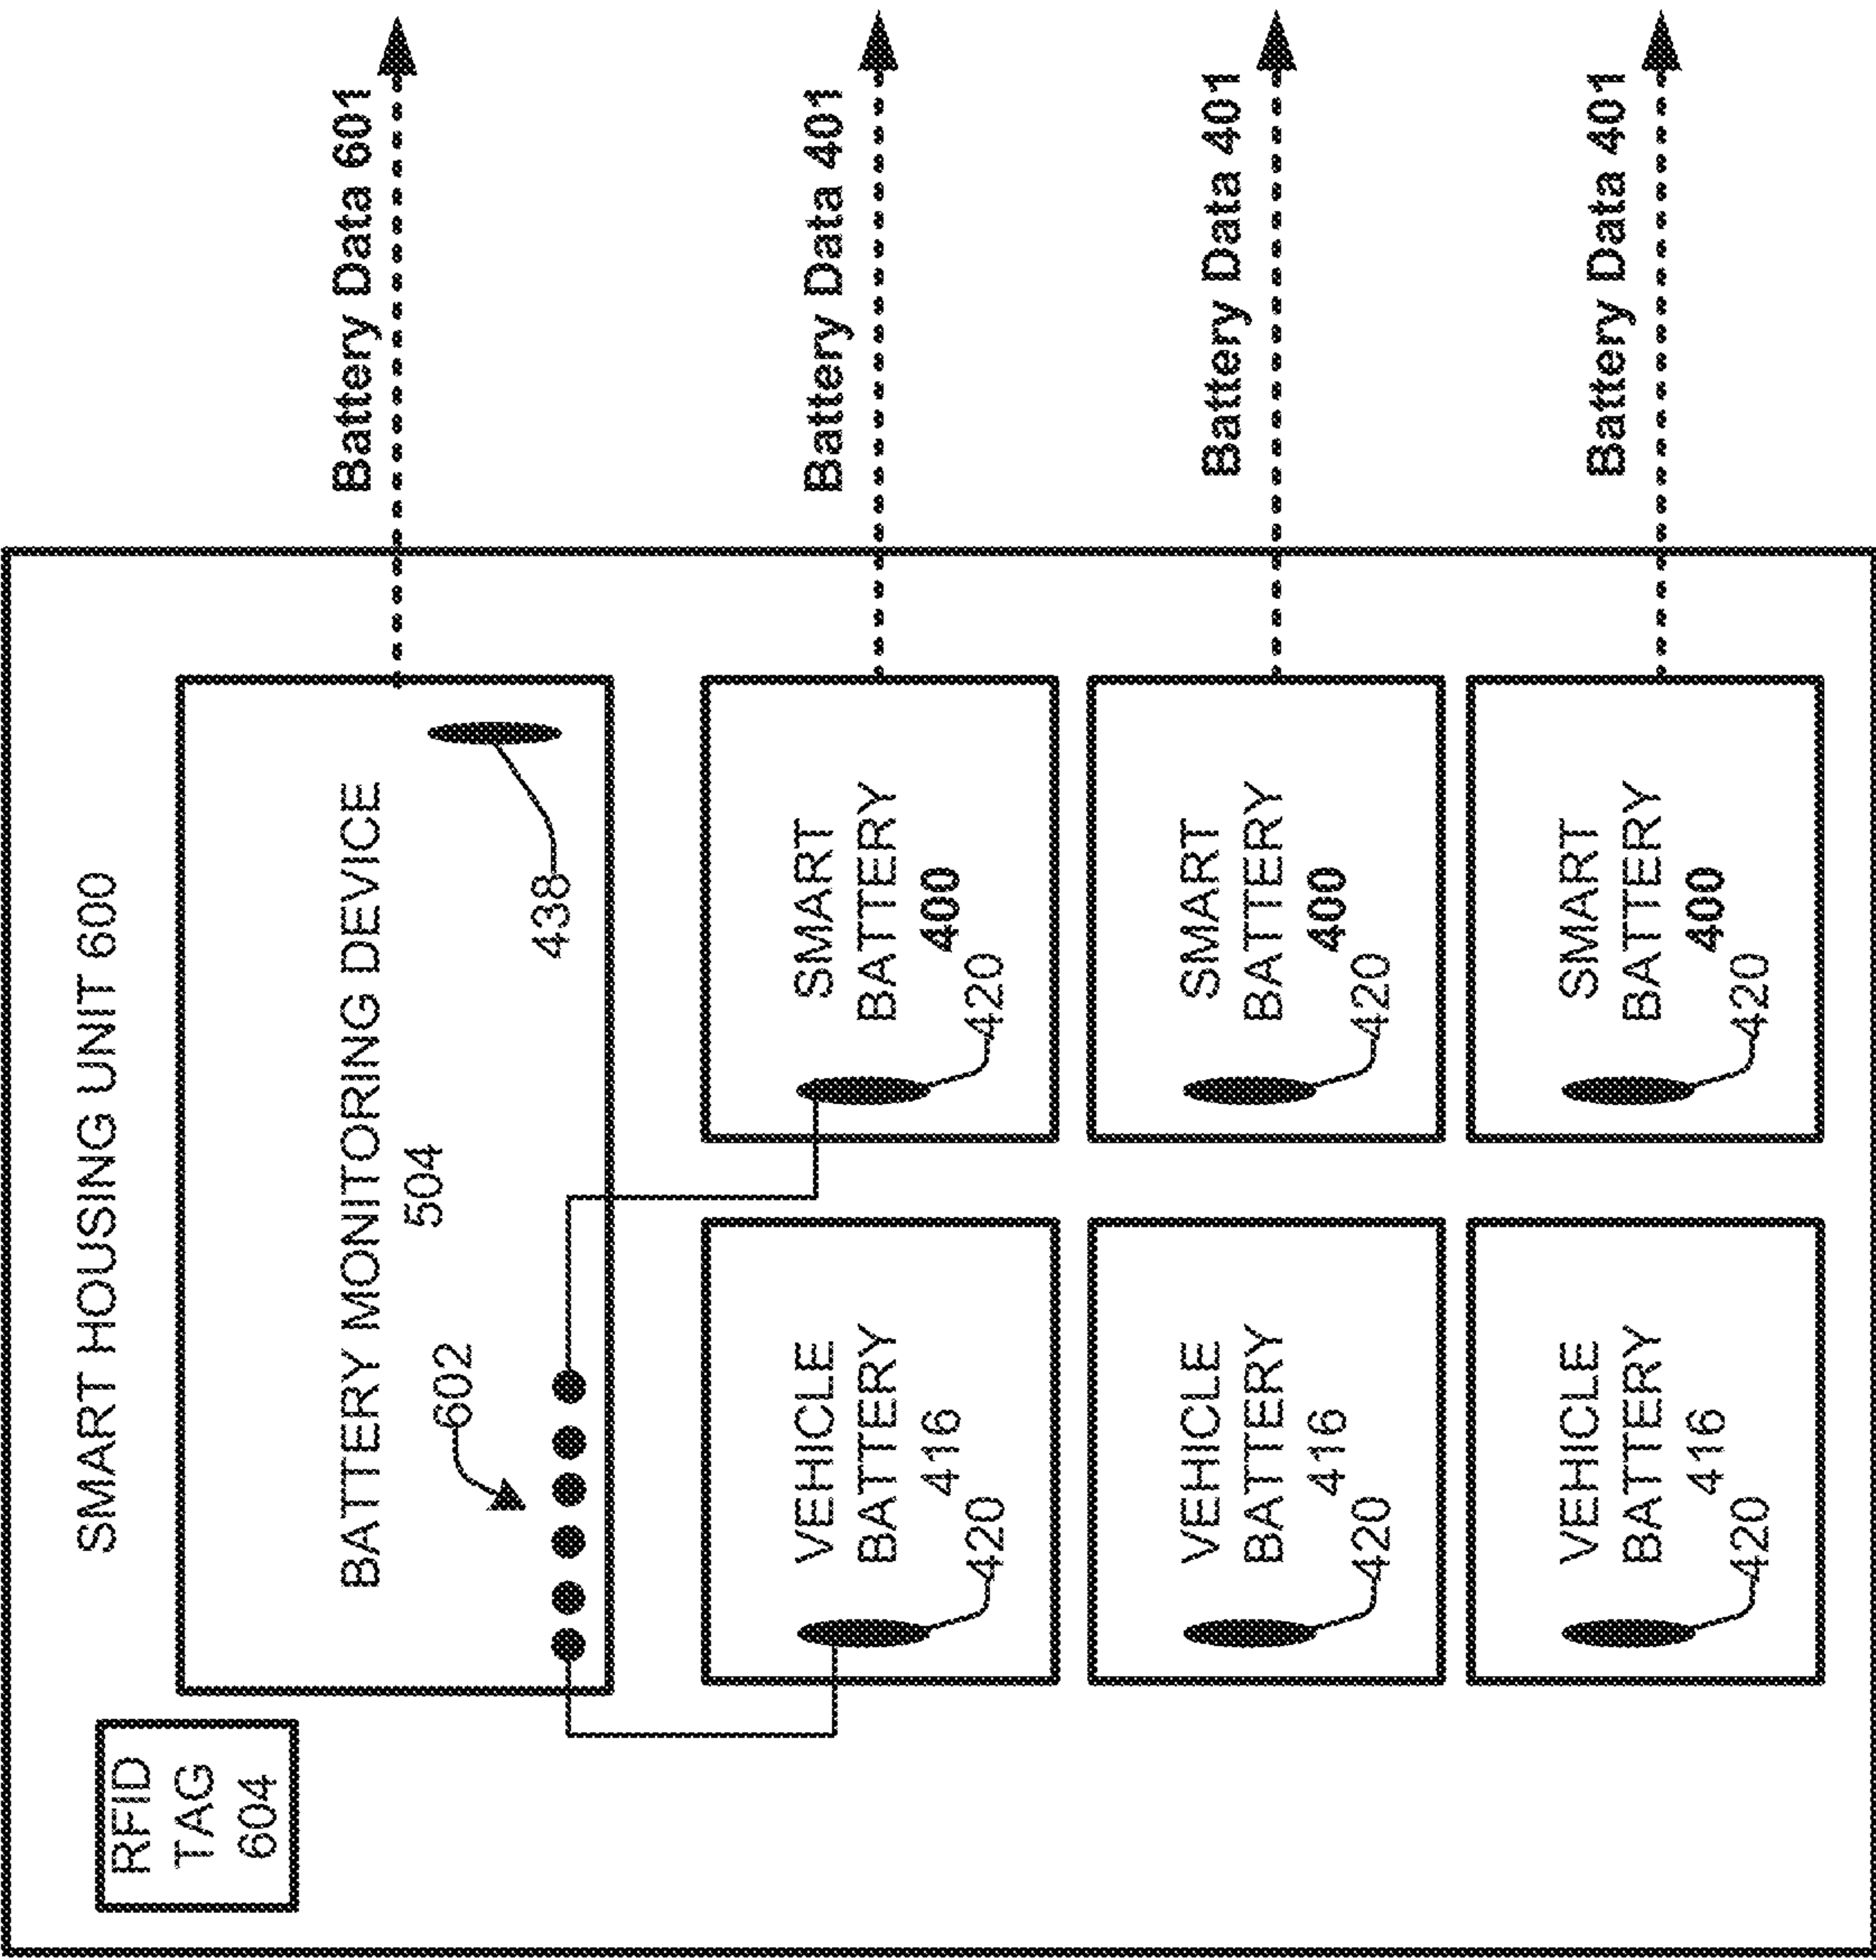 SMART HOUSING UNIT 600
RFID
TAG
604
BATTERY MONITORING DEVICE
504
602
438
Battery Data 601
VEHICLE
BATTERY
416
420
SMART
BATTERY
400
420
Battery Data 401
VEHICLE
BATTERY
416
420
SMART
BATTERY
400
420
Battery Data 401
VEHICLE
BATTERY
416
420
SMART
BATTERY
400
420
Battery Data 401